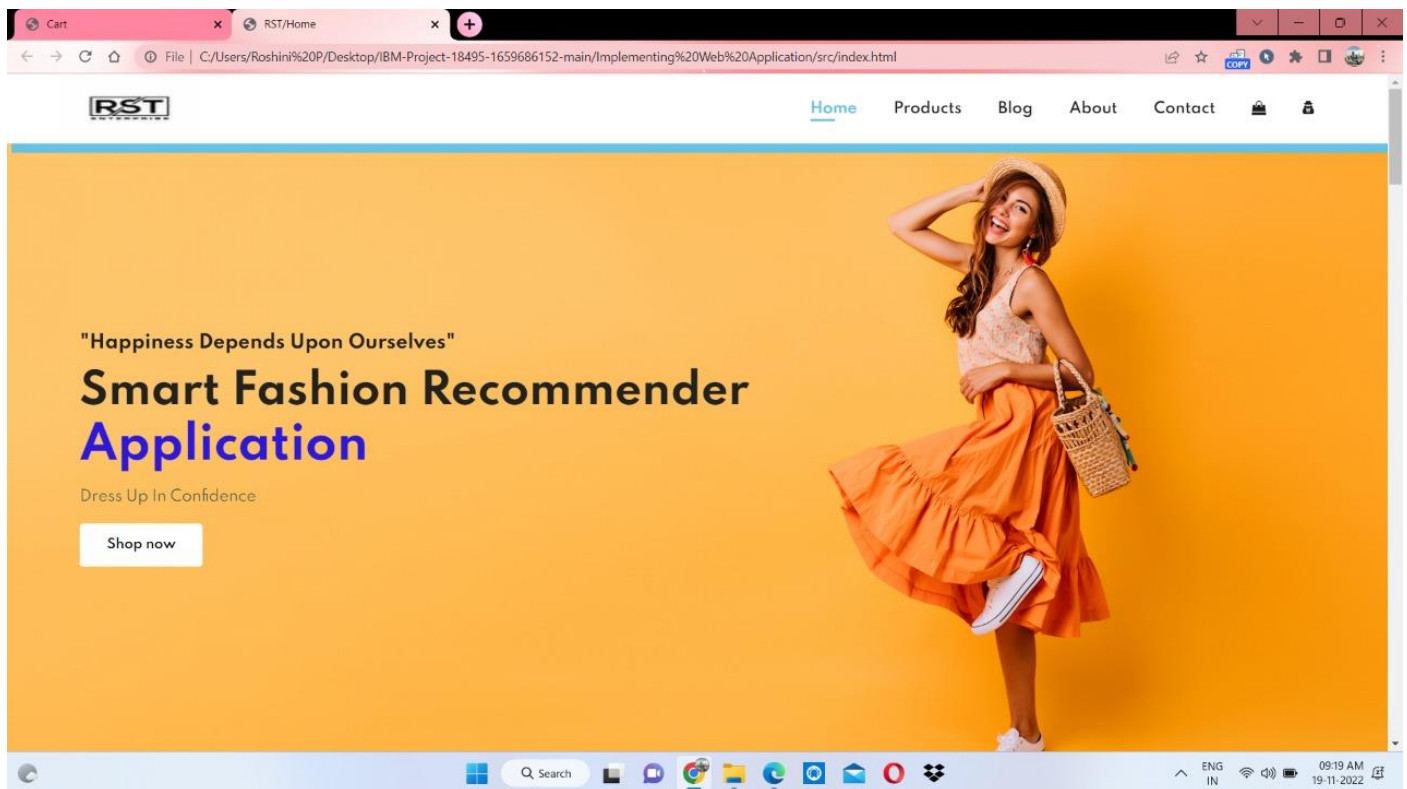 Cart
RST/Home
File | C:/Users/Roshini%20P/Desktop/IBM-Project-18495-1659686152-main/Implementing%20Web%20Application/src/index.html
COPY
RST
ENTERPRISE
Home Products Blog About Contact
"Happiness Depends Upon Ourselves"
Smart Fashion Recommender
Application
Dress Up In Confidence
Shop now
Search
ENG
IN
09:19 AM
19-11-2022